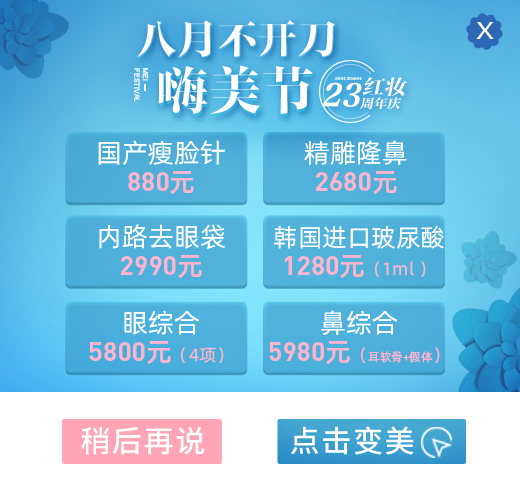 X
八月不开刀
MEI
FESTIVAL
嗨美节
HONG ZHUANG
23红妆
周年庆
国产瘦脸针
880元
精雕隆鼻
2680元
内路去眼袋
2990元
韩国进口玻尿酸
1280元（1ml ）
眼综合
5800元（4项）
鼻综合
5980元（耳软骨+假体）
稍后再说
点击变美